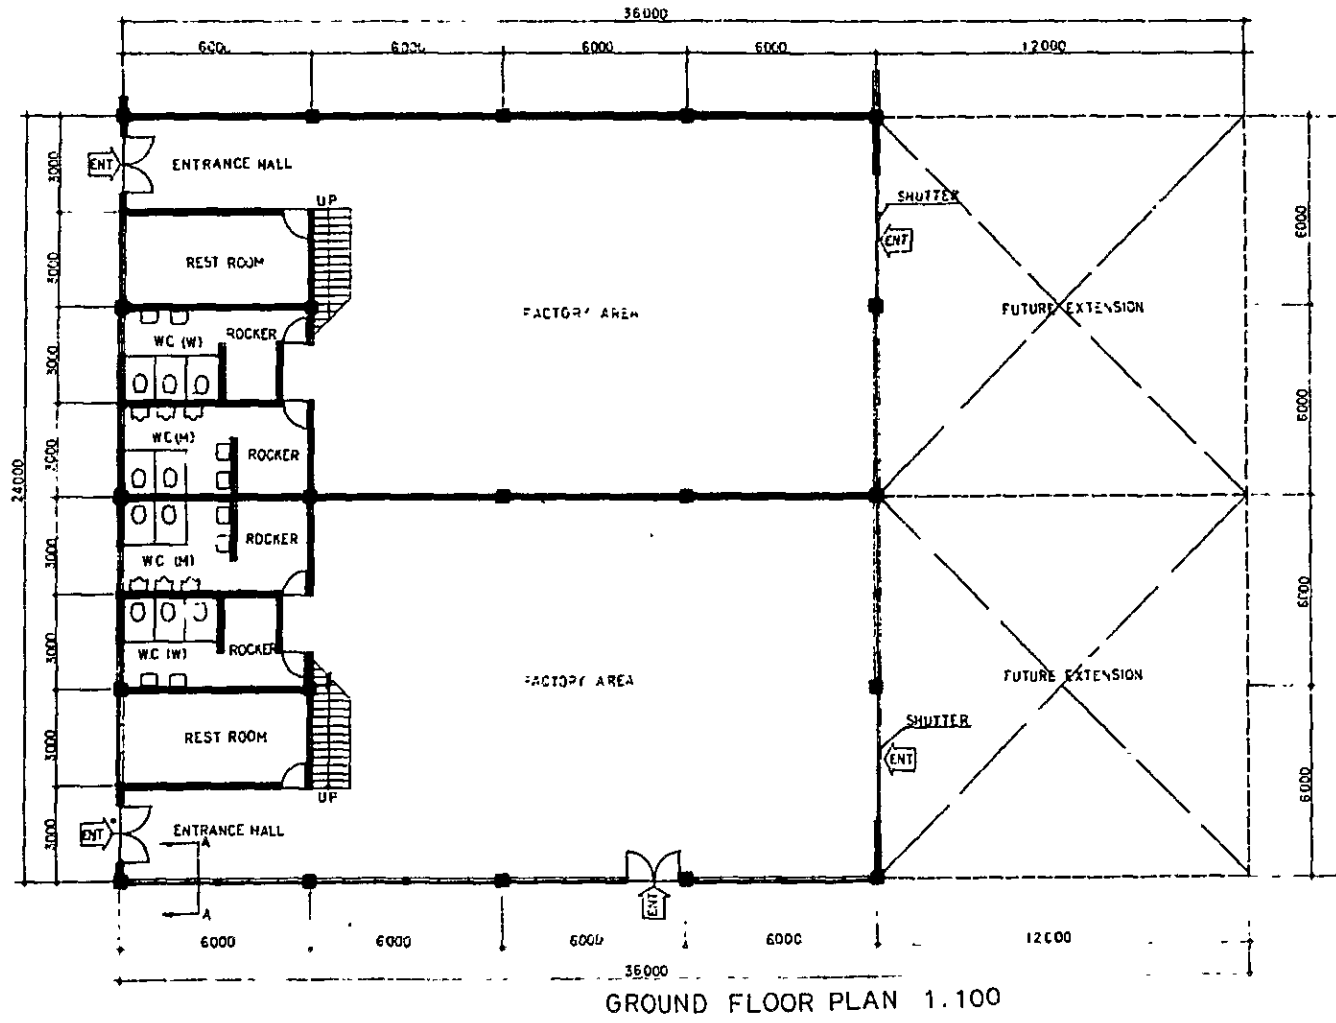 36000
6000
6000
6000
6000
12000
ENT
ENTRANCE HALL
3000
UP
SHUTTER
ENT
6000
REST ROOM
3000
FACTORY AREA
FUTURE EXTENSION
ROCKER
WC (W)
3000
6000
WC (M)
ROCKER
3000
24000
ROCKER
3000
WC (M)
6000
WC (W)
ROCKER
3000
FACTORY AREA
FUTURE EXTENSION
REST ROOM
3000
SHUTTER
ENT
6000
UP
ENT
ENTRANCE HALL
3000
A
A
ENT
6000
6000
6000
6000
12000
36000
GROUND FLOOR PLAN 1.100